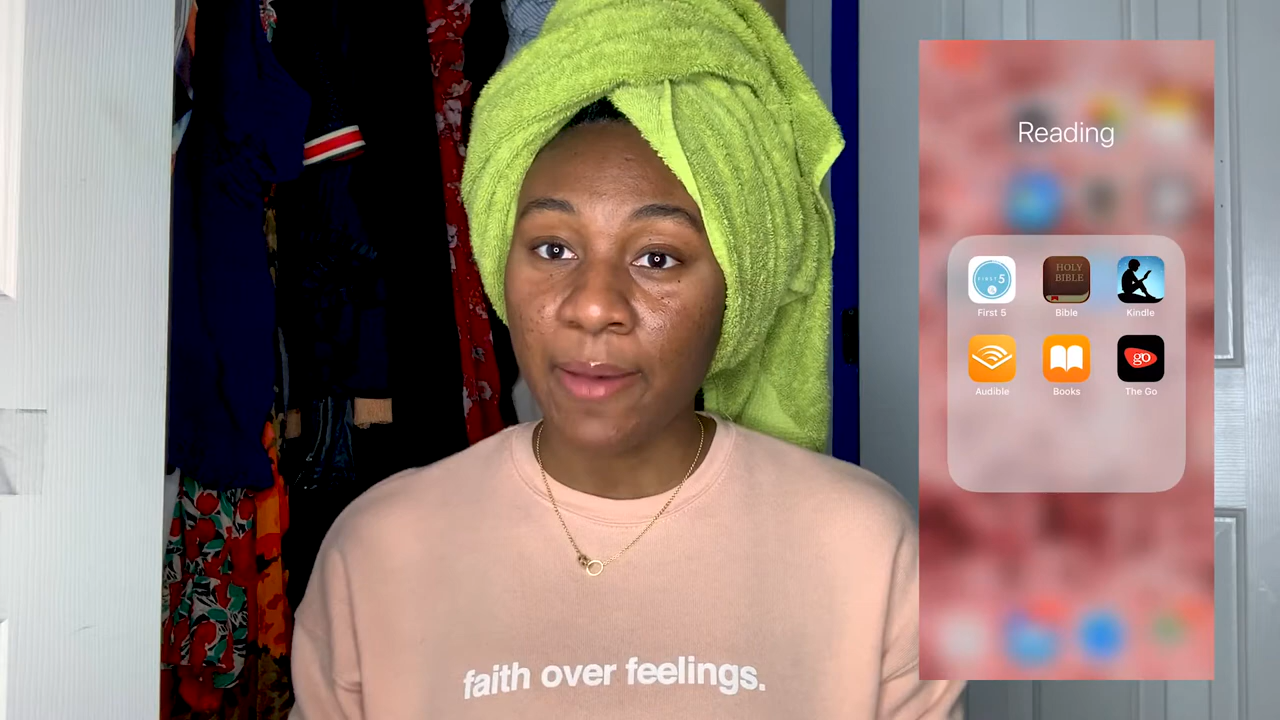 Reading
FIRST 5
HOLY
BIBLE
First 5
Bible
Kindle
go
Audible
Books
The Go
faith over feelings.